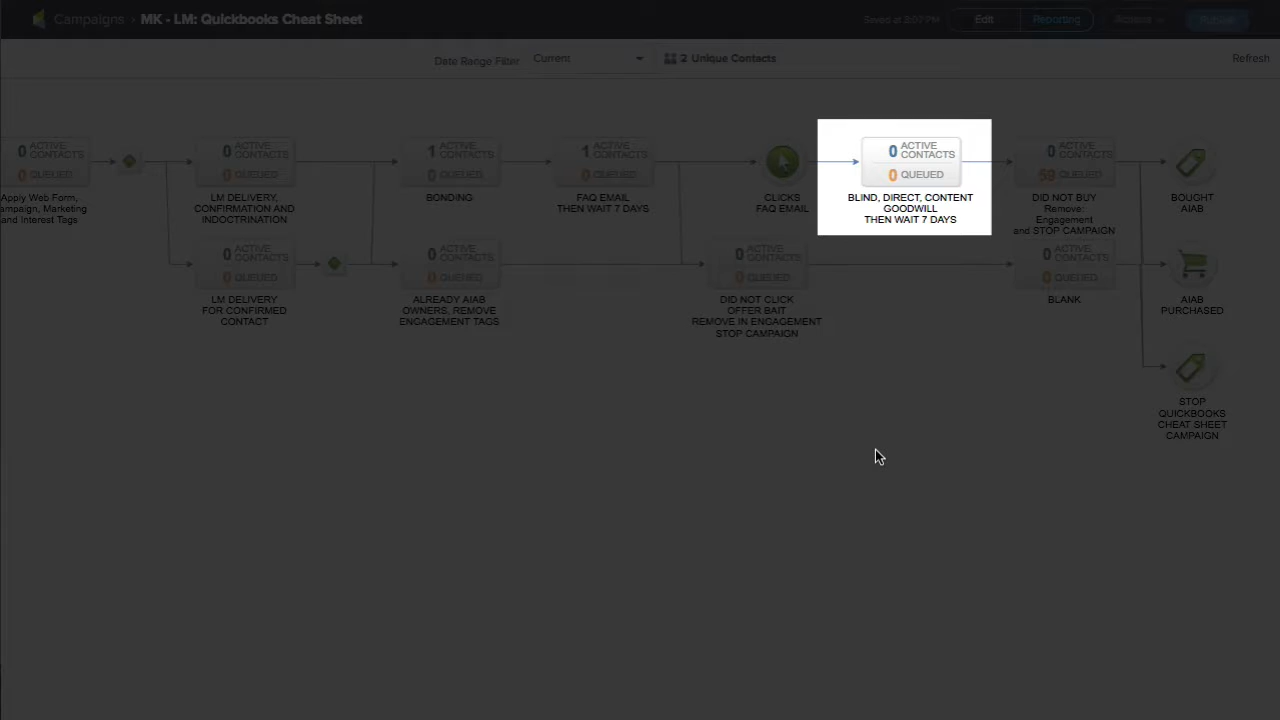 Campaigns › MK - LM: Quickbooks Cheat Sheet
Saved at 3:07PM
Edit
Reporting
Actions
Publish
Date Range Filter
Current
2 Unique Contacts
Refresh
0 ACTIVE CONTACTS
0 QUEUED
Apply Web Form,
ampaign, Marketing
and Interest Tags
0 ACTIVE CONTACTS
0 QUEUED
LM DELIVERY,
CONFIRMATION AND
INDOCTRINATION
1 ACTIVE CONTACTS
0 QUEUED
BONDING
1 ACTIVE CONTACTS
0 QUEUED
FAQ EMAIL
THEN WAIT 7 DAYS
CLICKS
FAQ EMAIL
0 ACTIVE CONTACTS
0 QUEUED
BLIND, DIRECT, CONTENT
GOODWILL
THEN WAIT 7 DAYS
0 ACTIVE CONTACTS
59 QUEUED
DID NOT BUY
Remove:
Engagement
and STOP CAMPAIGN
BOUGHT
AIAB
0 ACTIVE CONTACTS
0 QUEUED
LM DELIVERY
FOR CONFIRMED
CONTACT
0 ACTIVE CONTACTS
0 QUEUED
ALREADY AIAB
OWNERS, REMOVE
ENGAGEMENT TAGS
0 ACTIVE CONTACTS
0 QUEUED
DID NOT CLICK
OFFER BAIT
REMOVE IN ENGAGEMENT
STOP CAMPAIGN
0 ACTIVE CONTACTS
0 QUEUED
BLANK
AIAB
PURCHASED
STOP
QUICKBOOKS
CHEAT SHEET
CAMPAIGN